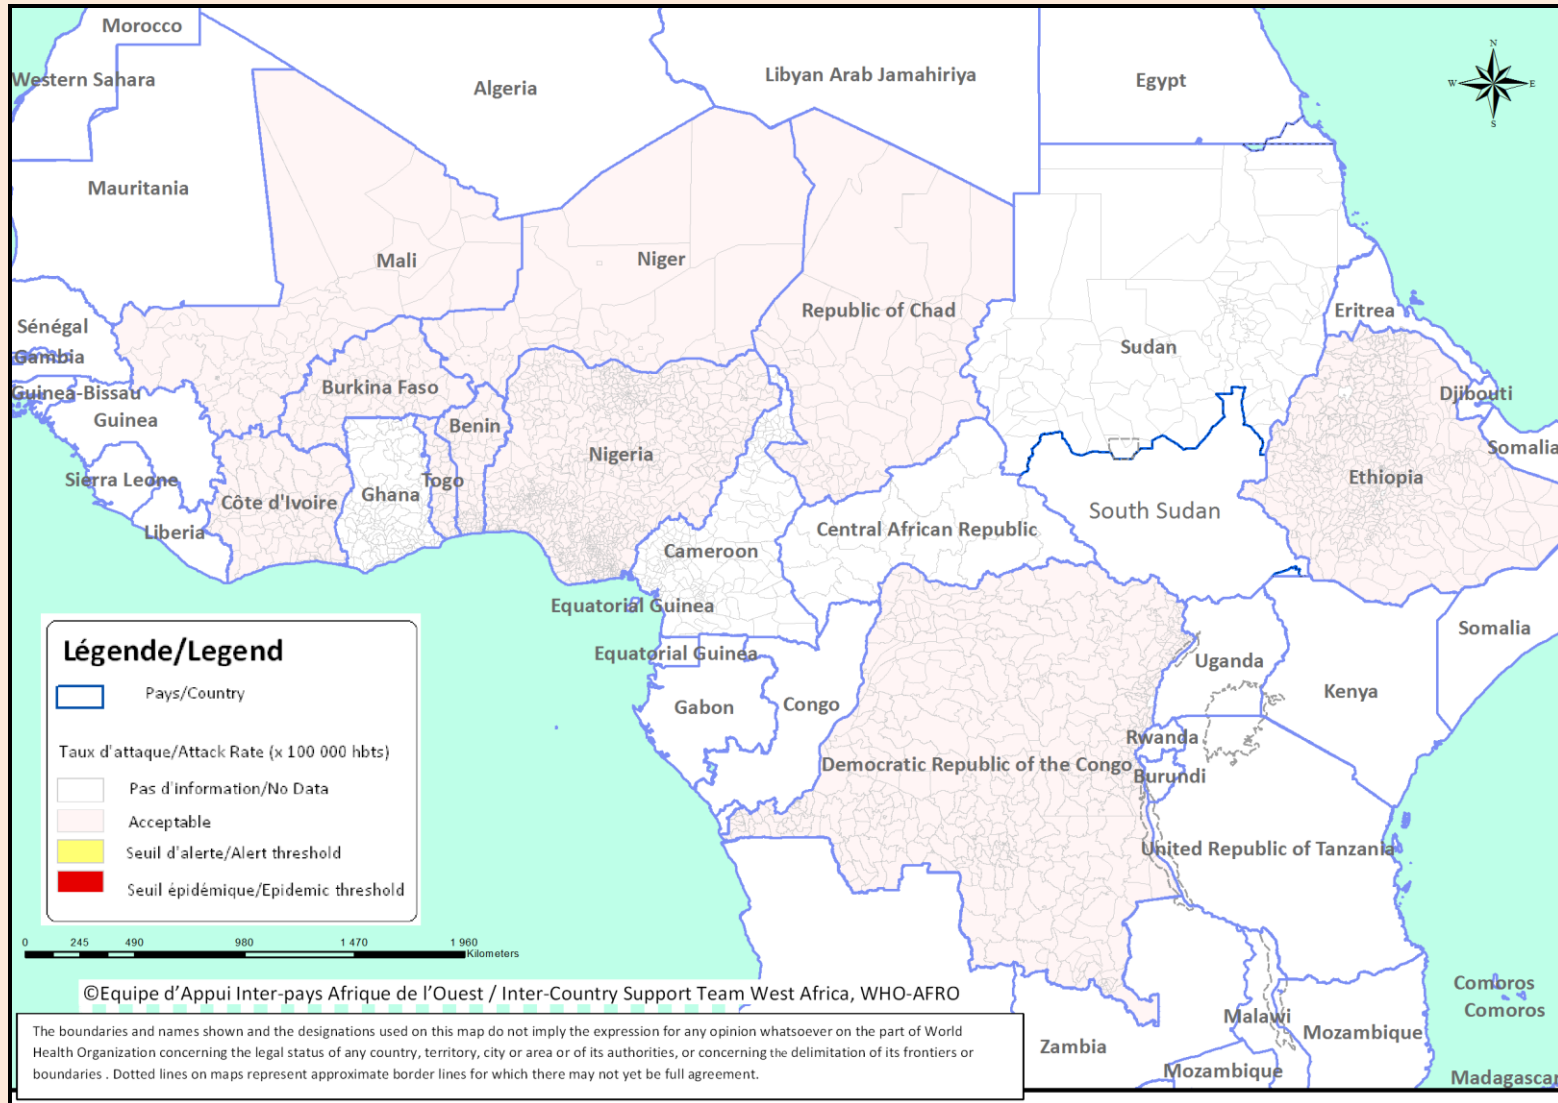 Morocco
Western Sahara
Algeria
Libyan Arab Jamahiriya
Egypt
N
W
E
S
Mauritania
Mali
Niger
Republic of Chad
Sudan
Eritrea
Sénégal
Gambia
Guinea-Bissau
Guinea
Burkina Faso
Benin
Djibouti
Somalia
Sierra Leone
Côte d'Ivoire
Ghana
Togo
Nigeria
Ethiopia
Liberia
South Sudan
Cameroon
Central African Republic
Equatorial Guinea
Equatorial Guinea
Gabon
Congo
Uganda
Kenya
Somalia
Rwanda
Burundi
Democratic Republic of the Congo
United Republic of Tanzania
Malawi
Zambia
Mozambique
Mozambique
Comoros
Comoros
Madagascar
Légende/Legend
Pays/Country
Taux d'attaque/Attack Rate (x 100 000 hbts)
Pas d'information/No Data
Acceptable
Seuil d'alerte/Alert threshold
Seuil épidémique/Epidemic threshold
0 245 490 980 1 470 1 960
Kilometers
©Equipe d'Appui Inter-pays Afrique de l'Ouest / Inter-Country Support Team West Africa, WHO-AFRO
The boundaries and names shown and the designations used on this map do not imply the expression for any opinion whatsoever on the part of World
Health Organization concerning the legal status of any country, territory, city or area or of its authorities, or concerning the delimitation of its frontiers or
boundaries . Dotted lines on maps represent approximate border lines for which there may not yet be full agreement.